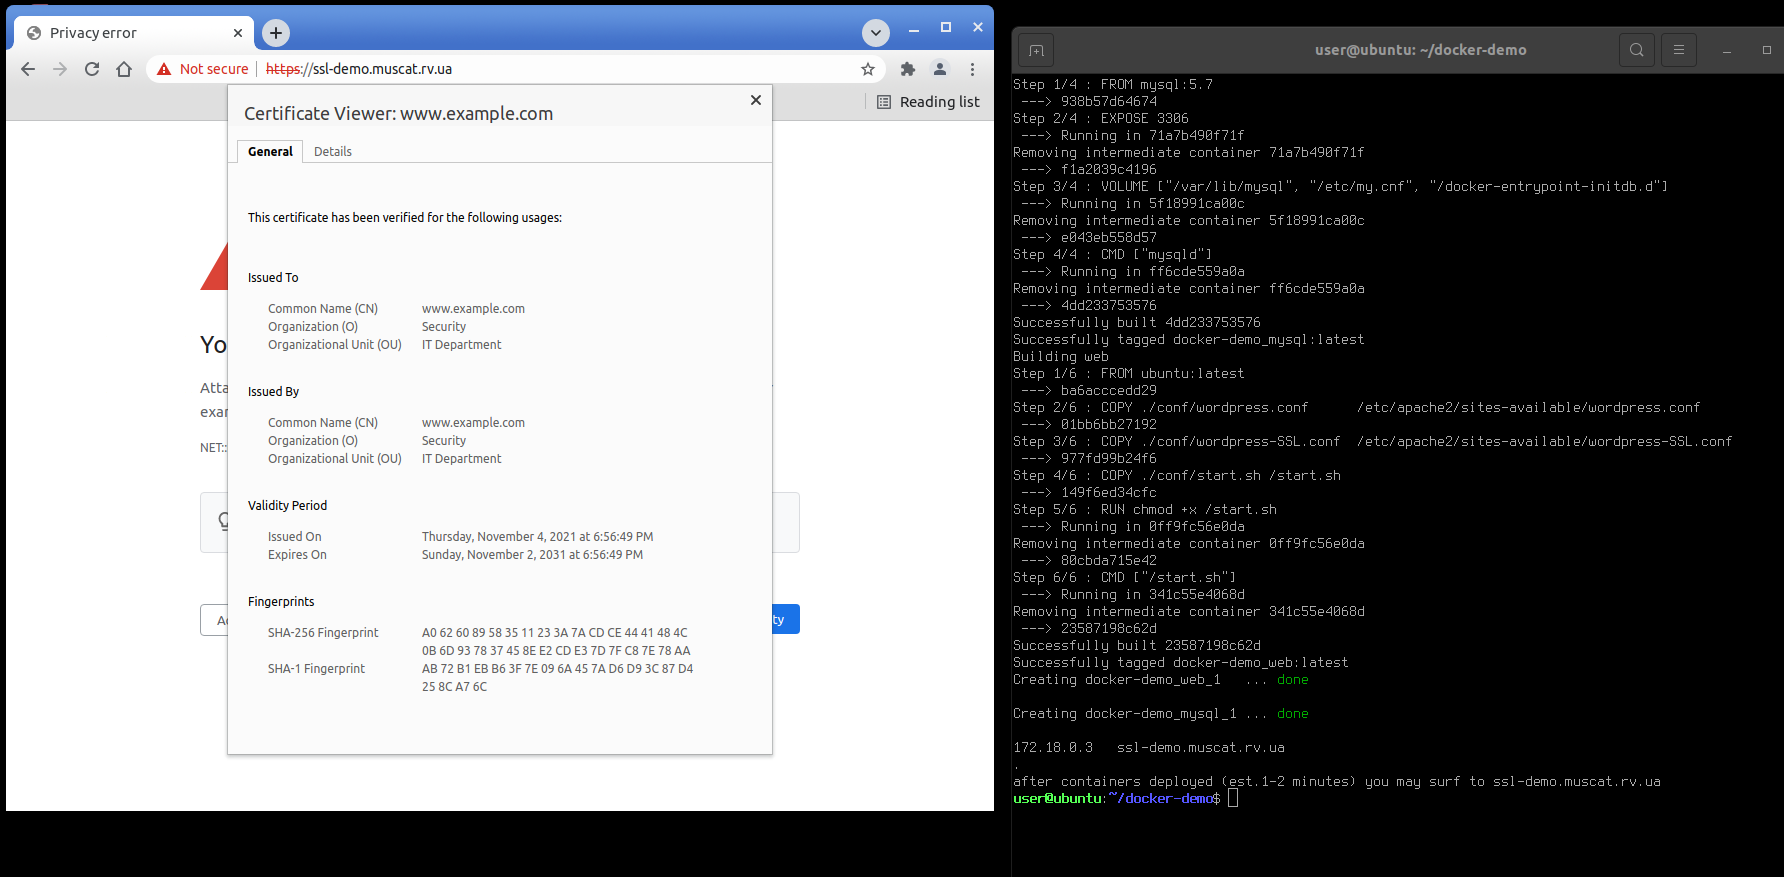 Privacy error
Not secure https://ssl-demo.muscat.rv.ua
Reading list
Certificate Viewer: www.example.com
General Details
This certificate has been verified for the following usages:
Issued To
Common Name (CN) www.example.com
Organization (O) Security
Organizational Unit (OU) IT Department
Issued By
Common Name (CN) www.example.com
Organization (O) Security
Organizational Unit (OU) IT Department
Validity Period
Issued On Thursday, November 4, 2021 at 6:56:49 PM
Expires On Sunday, November 2, 2031 at 6:56:49 PM
Fingerprints
SHA-256 Fingerprint A0 62 60 89 58 35 11 23 3A 7A CD CE 44 41 48 4C
0B 6D 93 78 37 45 8E E2 CD E3 7D 7F C8 7E 78 AA
SHA-1 Fingerprint AB 72 B1 EB B6 3F 7E 09 6A 45 7A D6 D9 3C 87 D4
25 8C A7 6C
Yo
Atta
exan
NET::
Ac
ty
user@ubuntu: ~/docker-demo
Step 1/4 : FROM mysql:5.7
---> 938b57d64674
Step 2/4 : EXPOSE 3306
---> Running in 71a7b490f71f
Removing intermediate container 71a7b490f71f
---> f1a2039c4196
Step 3/4 : VOLUME ["/var/lib/mysql", "/etc/my.cnf", "/docker-entrypoint-initdb.d"]
---> Running in 5f18991ca00c
Removing intermediate container 5f18991ca00c
---> e043eb558d57
Step 4/4 : CMD ["mysqld"]
---> Running in ff6cde559a0a
Removing intermediate container ff6cde559a0a
---> 4dd233753576
Successfully built 4dd233753576
Successfully tagged docker-demo_mysql:latest
Building web
Step 1/6 : FROM ubuntu:latest
---> ba6acccedd29
Step 2/6 : COPY ./conf/wordpress.conf /etc/apache2/sites-available/wordpress.conf
---> 01bb6bb27192
Step 3/6 : COPY ./conf/wordpress-SSL.conf /etc/apache2/sites-available/wordpress-SSL.conf
---> 977fd99b24f6
Step 4/6 : COPY ./conf/start.sh /start.sh
---> 149f6ed34cfc
Step 5/6 : RUN chmod +x /start.sh
---> Running in 0ff9fc56e0da
Removing intermediate container 0ff9fc56e0da
---> 80cbda715e42
Step 6/6 : CMD ["/start.sh"]
---> Running in 341c55e4068d
Removing intermediate container 341c55e4068d
---> 23587198c62d
Successfully built 23587198c62d
Successfully tagged docker-demo_web:latest
Creating docker-demo_web_1 ... done
Creating docker-demo_mysql_1 ... done
172.18.0.3 ssl-demo.muscat.rv.ua
.
after containers deployed (est.1-2 minutes) you may surf to ssl-demo.muscat.rv.ua
user@ubuntu:~/docker-demo$